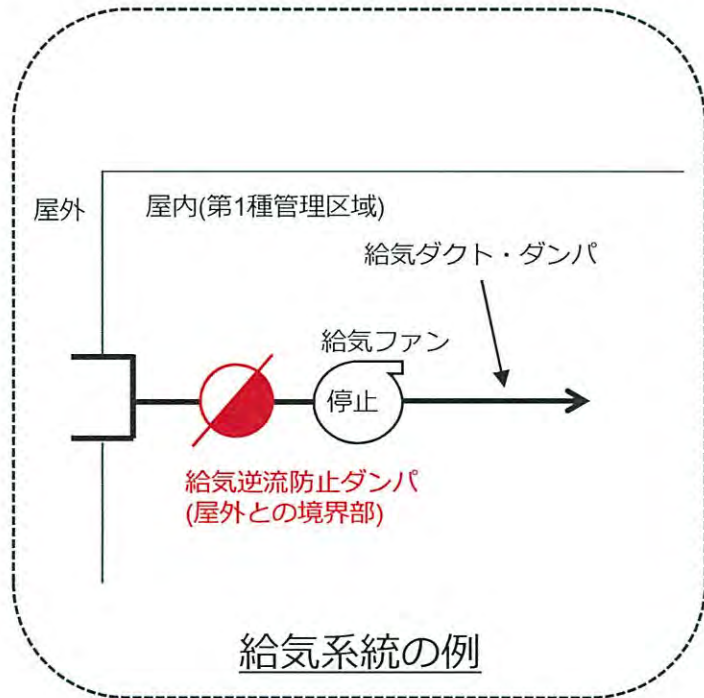 屋外
屋内(第1種管理区域)
給気ダクト・ダンパ
給気ファン
停止
給気逆流防止ダンパ
(屋外との境界部)
給気系統の例